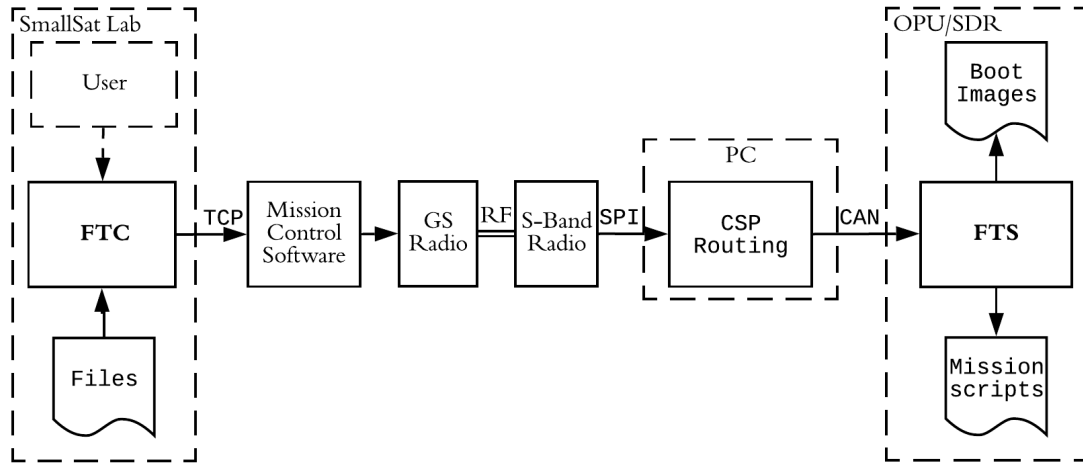 SmallSat Lab
User
FTC
Files
TCP
Mission
Control
Software
GS
Radio
RF
S-Band
Radio
SPI
PC
CSP
Routing
CAN
OPU/SDR
Boot
Images
FTS
Mission
scripts